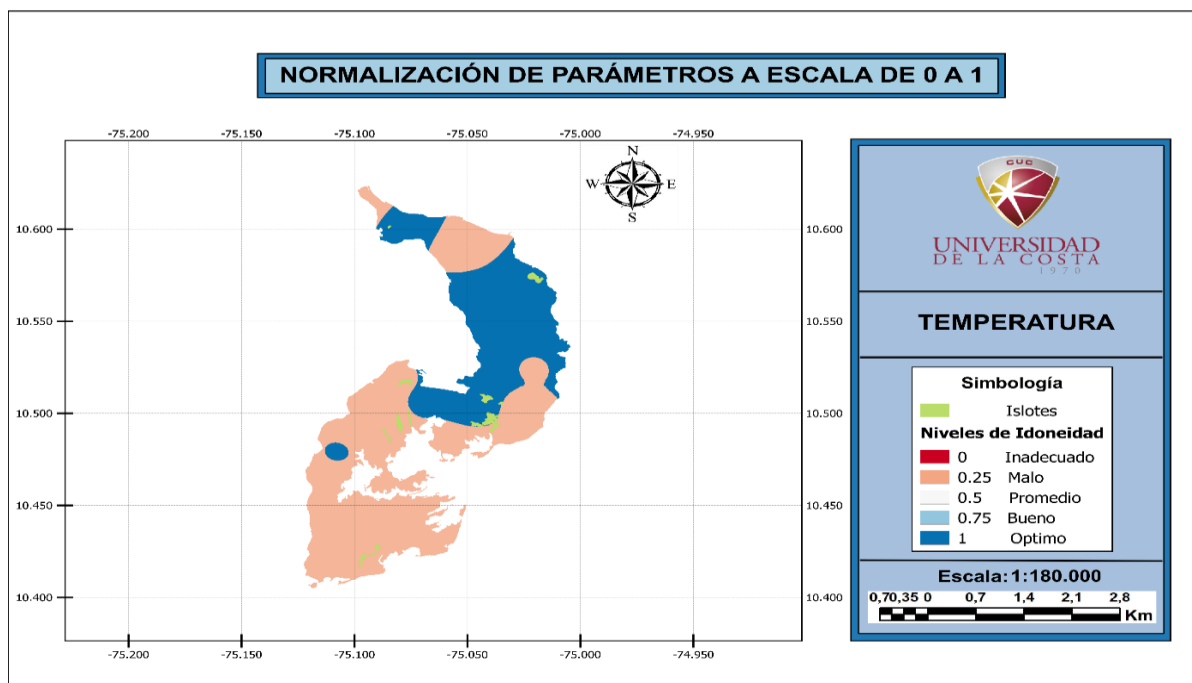 NORMALIZACIÓN DE PARÁMETROS A ESCALA DE 0 A 1
-75.200 -75.150 -75.100 -75.050 -75.000 -74.950
N
W E
S
10.600 10.600
10.550 10.550
10.500 10.500
10.450 10.450
10.400 10.400
-75.200 -75.150 -75.100 -75.050 -75.000 -74.950
CUC
UNIVERSIDAD
DE LA COSTA
1970
TEMPERATURA
Simbología
Islotes
Niveles de Idoneidad
0 Inadecuado
0.25 Malo
0.5 Promedio
0.75 Bueno
1 Optimo
Escala:1:180.000
0,70,35 0 0,7 1,4 2,1 2,8
Km